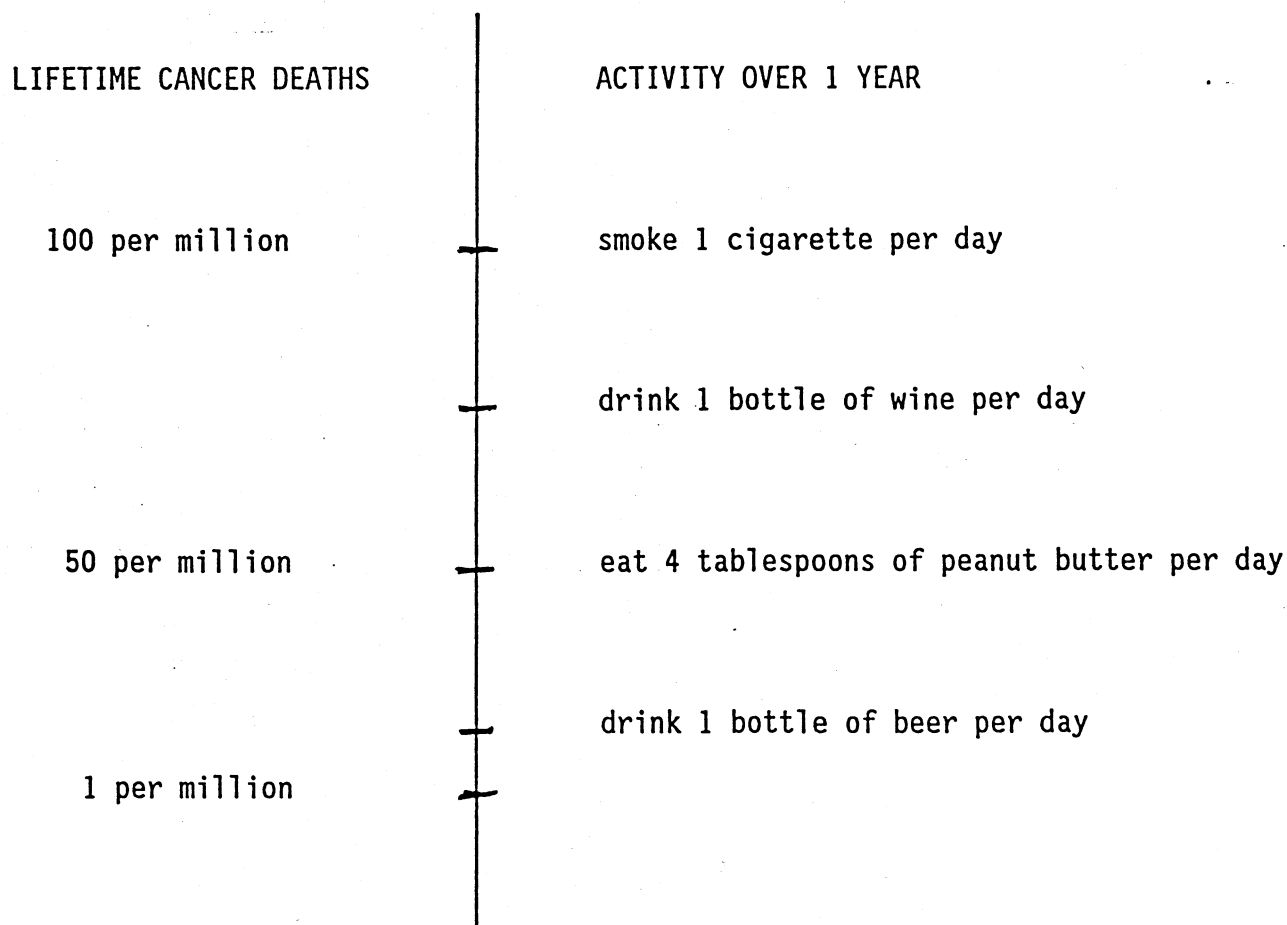 LIFETIME CANCER DEATHS ACTIVITY OVER 1 YEAR
100 per million smoke 1 cigarette per day
drink 1 bottle of wine per day
50 per million eat 4 tablespoons of peanut butter per day
drink 1 bottle of beer per day
1 per million